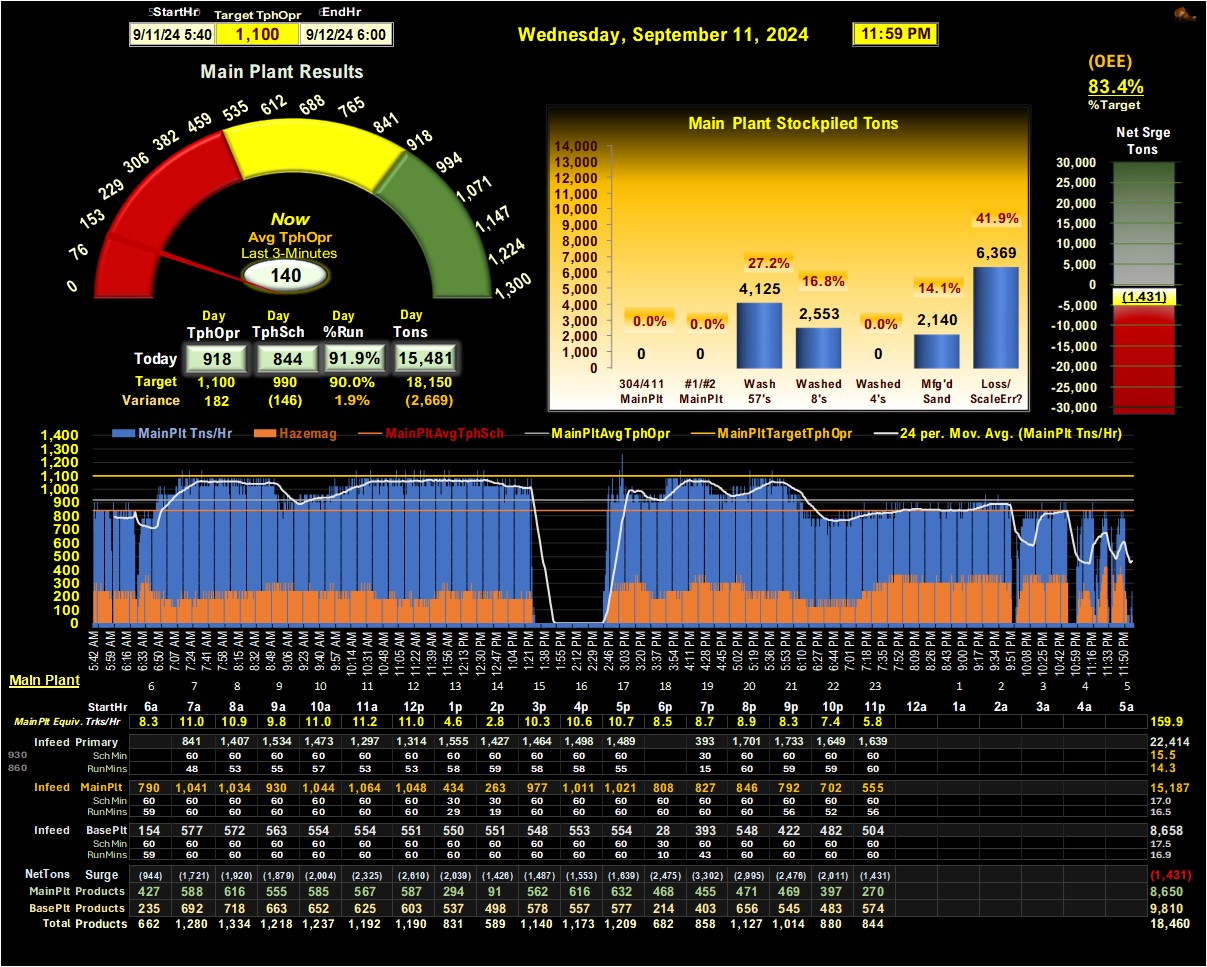 StartHr Target TphOpr EndHr
9/11/24 5:40 1,100 9/12/24 6:00
Wednesday, September 11, 2024 11:59 PM
(OEE)
83.4%
%Target
Main Plant Results
0 76 153 229 306 382 459 535 612 688 765 841 918 994 1,071 1,147 1,224 1,300
Now
Avg TphOpr
Last 3-Minutes
140
Day Day Day Day
TphOpr TphSch %Run Tons
Today 918 844 91.9% 15,481
Target 1,100 990 90.0% 18,150
Variance 182 (146) 1.9% (2,669)
Main Plant Stockpiled Tons
14,000
13,000
12,000
11,000
10,000
9,000
8,000
7,000
6,000
5,000
4,000
3,000
2,000
1,000
0
0.0% 0.0% 27.2% 16.8% 0.0% 14.1% 41.9%
0 0 4,125 2,553 0 2,140 6,369
304/411 #1/#2 Wash Washed Washed Mfg'd Loss/
MainPlt MainPlt 57's 8's 4's Sand ScaleErr?
Net Srge
Tons
30,000
25,000
20,000
15,000
10,000
5,000
0
(1,431)
-5,000
-10,000
-15,000
-20,000
-25,000
-30,000
MainPlt Tns/Hr Hazemag MainPltAvgTphSch MainPltAvgTphOpr MainPltTargetTphOpr 24 per. Mov. Avg. (MainPlt Tns/Hr)
1,400
1,300
1,200
1,100
1,000
900
800
700
600
500
400
300
200
100
0
5:42 AM 5:59 AM 6:16 AM 6:33 AM 6:50 AM 7:07 AM 7:24 AM 7:41 AM 7:58 AM 8:15 AM 8:32 AM 8:49 AM 9:06 AM 9:23 AM 9:40 AM 9:57 AM 10:14 AM 10:31 AM 10:48 AM 11:05 AM 11:22 AM 11:39 AM 11:56 AM 12:13 PM 12:30 PM 12:47 PM 1:04 PM 1:21 PM 1:38 PM 1:55 PM 2:12 PM 2:29 PM 2:46 PM 3:03 PM 3:20 PM 3:37 PM 3:54 PM 4:11 PM 4:28 PM 4:45 PM 5:02 PM 5:19 PM 5:36 PM 5:53 PM 6:10 PM 6:27 PM 6:44 PM 7:01 PM 7:18 PM 7:35 PM 7:52 PM 8:09 PM 8:26 PM 8:43 PM 9:00 PM 9:17 PM 9:34 PM 9:51 PM 10:08 PM 10:25 PM 10:42 PM 10:59 PM 11:16 PM 11:33 PM 11:50 PM
Main Plant
6 7 8 9 10 11 12 13 14 15 16 17 18 19 20 21 22 23 1 2 3 4 5
StartHr 6a 7a 8a 9a 10a 11a 12p 1p 2p 3p 4p 5p 6p 7p 8p 9p 10p 11p 12a 1a 2a 3a 4a 5a
MainPlt Equiv. Trks/Hr 8.3 11.0 10.9 9.8 11.0 11.2 11.0 4.6 2.8 10.3 10.6 10.7 8.5 8.7 8.9 8.3 7.4 5.8 159.9
Infeed Primary 841 1,407 1,534 1,473 1,297 1,314 1,555 1,427 1,464 1,498 1,489 393 1,701 1,733 1,649 1,639 22,414
930 Sch Min 60 60 60 60 60 60 60 60 60 60 60 30 60 60 60 60 15.5
860 RunMins 48 53 55 57 53 53 58 59 58 58 55 15 60 59 59 60 14.3
Infeed MainPlt 790 1,041 1,034 930 1,044 1,064 1,048 434 263 977 1,011 1,021 808 827 846 792 702 555 15,187
Sch Min 60 60 60 60 60 60 60 30 30 60 60 60 60 60 60 60 60 60 17.0
RunMins 59 60 60 60 60 60 60 29 19 60 60 60 60 60 60 56 52 56 16.5
Infeed BasePlt 154 577 572 563 554 554 551 550 551 548 553 554 28 393 548 422 482 504 8,658
Sch Min 60 60 60 60 60 60 60 60 60 60 60 60 30 60 60 60 60 60 17.5
RunMins 59 60 60 60 60 60 60 60 60 60 60 60 10 43 60 60 60 60 16.9
NetTons Surge (944) (1,721) (1,920) (1,879) (2,004) (2,325) (2,610) (2,039) (1,426) (1,487) (1,553) (1,639) (2,475) (3,302) (2,995) (2,476) (2,011) (1,431) (1,431)
MainPlt Products 427 588 616 555 585 567 587 294 91 562 616 632 468 455 471 469 397 270 8,650
BasePlt Products 235 692 718 663 652 625 603 537 498 578 557 577 214 403 656 545 483 574 9,810
Total Products 662 1,280 1,334 1,218 1,237 1,192 1,190 831 589 1,140 1,173 1,209 682 858 1,127 1,014 880 844 18,460